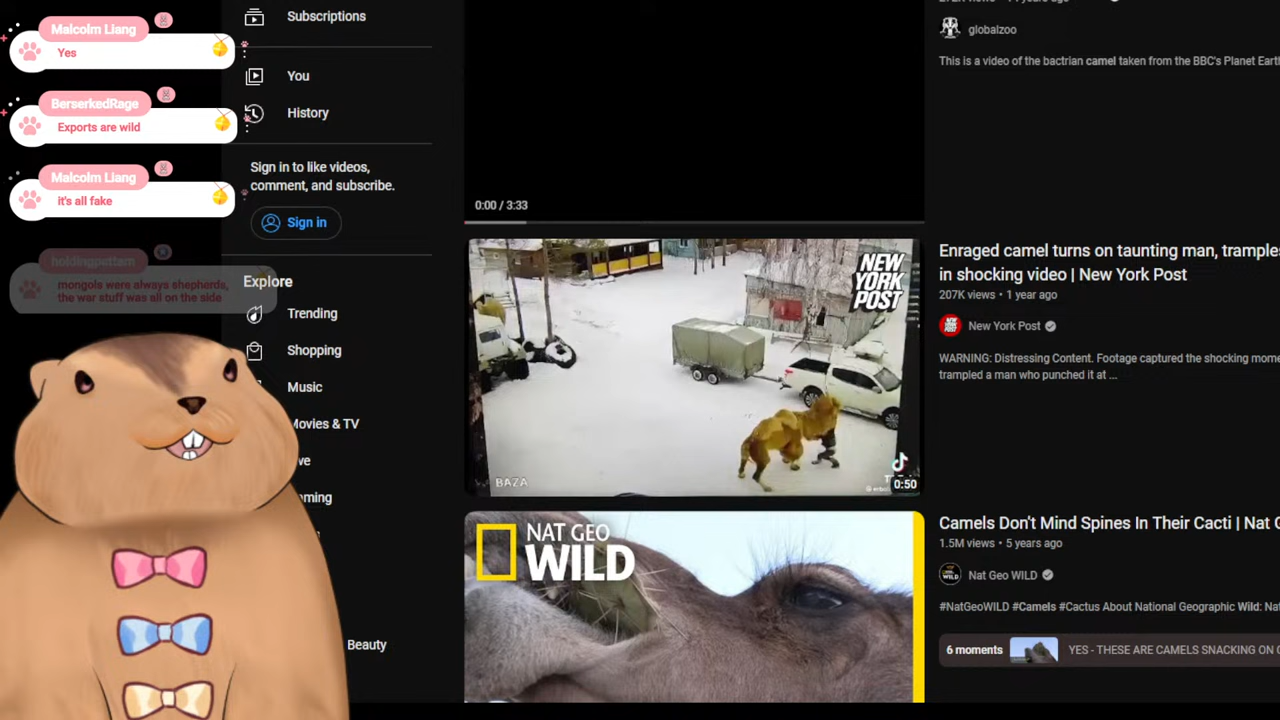 Malcolm Liang
Yes
BerserkedRage
Exports are wild
Malcolm Liang
it's all fake
holdingpattern
mongols were always shepherds,
the war stuff was all on the side
Subscriptions
You
History
Sign in to like videos,
comment, and subscribe.
Sign in
Explore
Trending
Shopping
Music
Movies & TV
ve
ming
Beauty
0:00 / 3:33
globalzoo
This is a video of the bactrian camel taken from the BBC's Planet Eart
NEW
YORK
POST
BAZA
0:50
Enraged camel turns on taunting man, tramples
in shocking video | New York Post
207K views • 1 year ago
New York Post
WARNING: Distressing Content. Footage captured the shocking mome
trampled a man who punched it at ...
NAT GEO
WILD
Camels Don't Mind Spines In Their Cacti | Nat G
1.5M views • 5 years ago
Nat Geo WILD
#NatGeoWILD #Camels #Cactus About National Geographic Wild: Nat
6 moments
YES - THESE ARE CAMELS SNACKING ON C